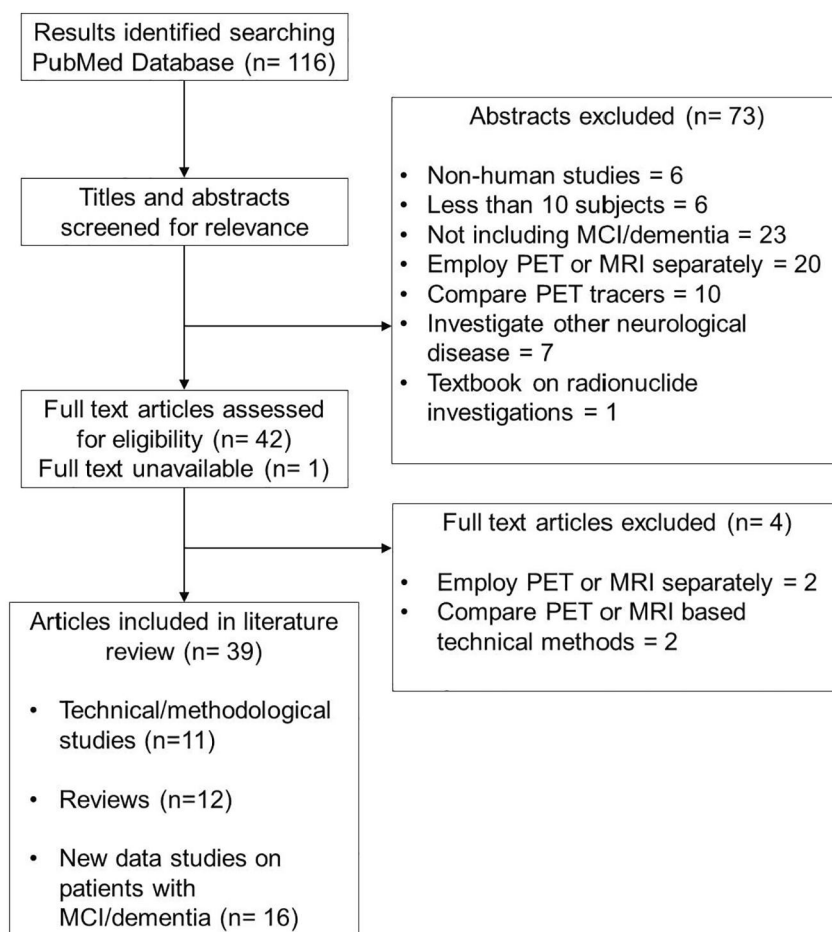 Results identified searching
PubMed Database (n= 116)
Titles and abstracts
screened for relevance
Abstracts excluded (n= 73)
• Non-human studies = 6
• Less than 10 subjects = 6
• Not including MCI/dementia = 23
• Employ PET or MRI separately = 20
• Compare PET tracers = 10
• Investigate other neurological
disease = 7
• Textbook on radionuclide
investigations = 1
Full text articles assessed
for eligibility (n= 42)
Full text unavailable (n= 1)
Full text articles excluded (n= 4)
• Employ PET or MRI separately = 2
• Compare PET or MRI based
technical methods = 2
Articles included in literature
review (n= 39)
• Technical/methodological
studies (n=11)
• Reviews (n=12)
• New data studies on
patients with
MCI/dementia (n= 16)